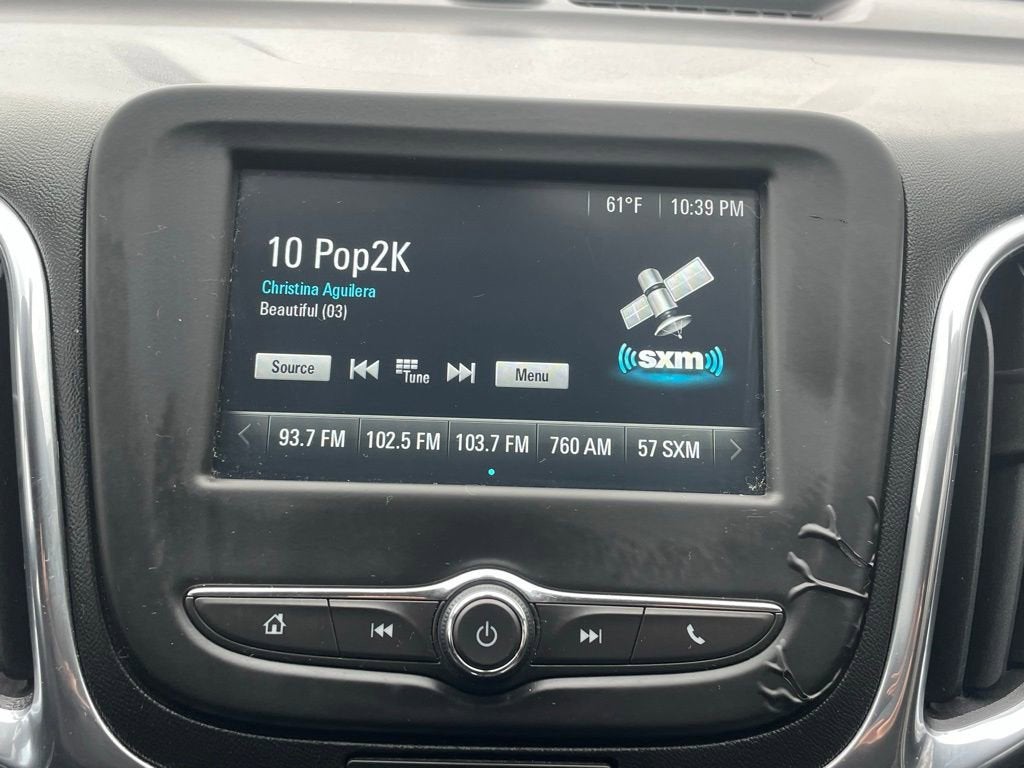 61°F 10:39 PM
10 Pop2K
Christina Aguilera
Beautiful (03)
sxm
Source Tune Menu
93.7 FM 102.5 FM 103.7 FM 760 AM 57 SXM